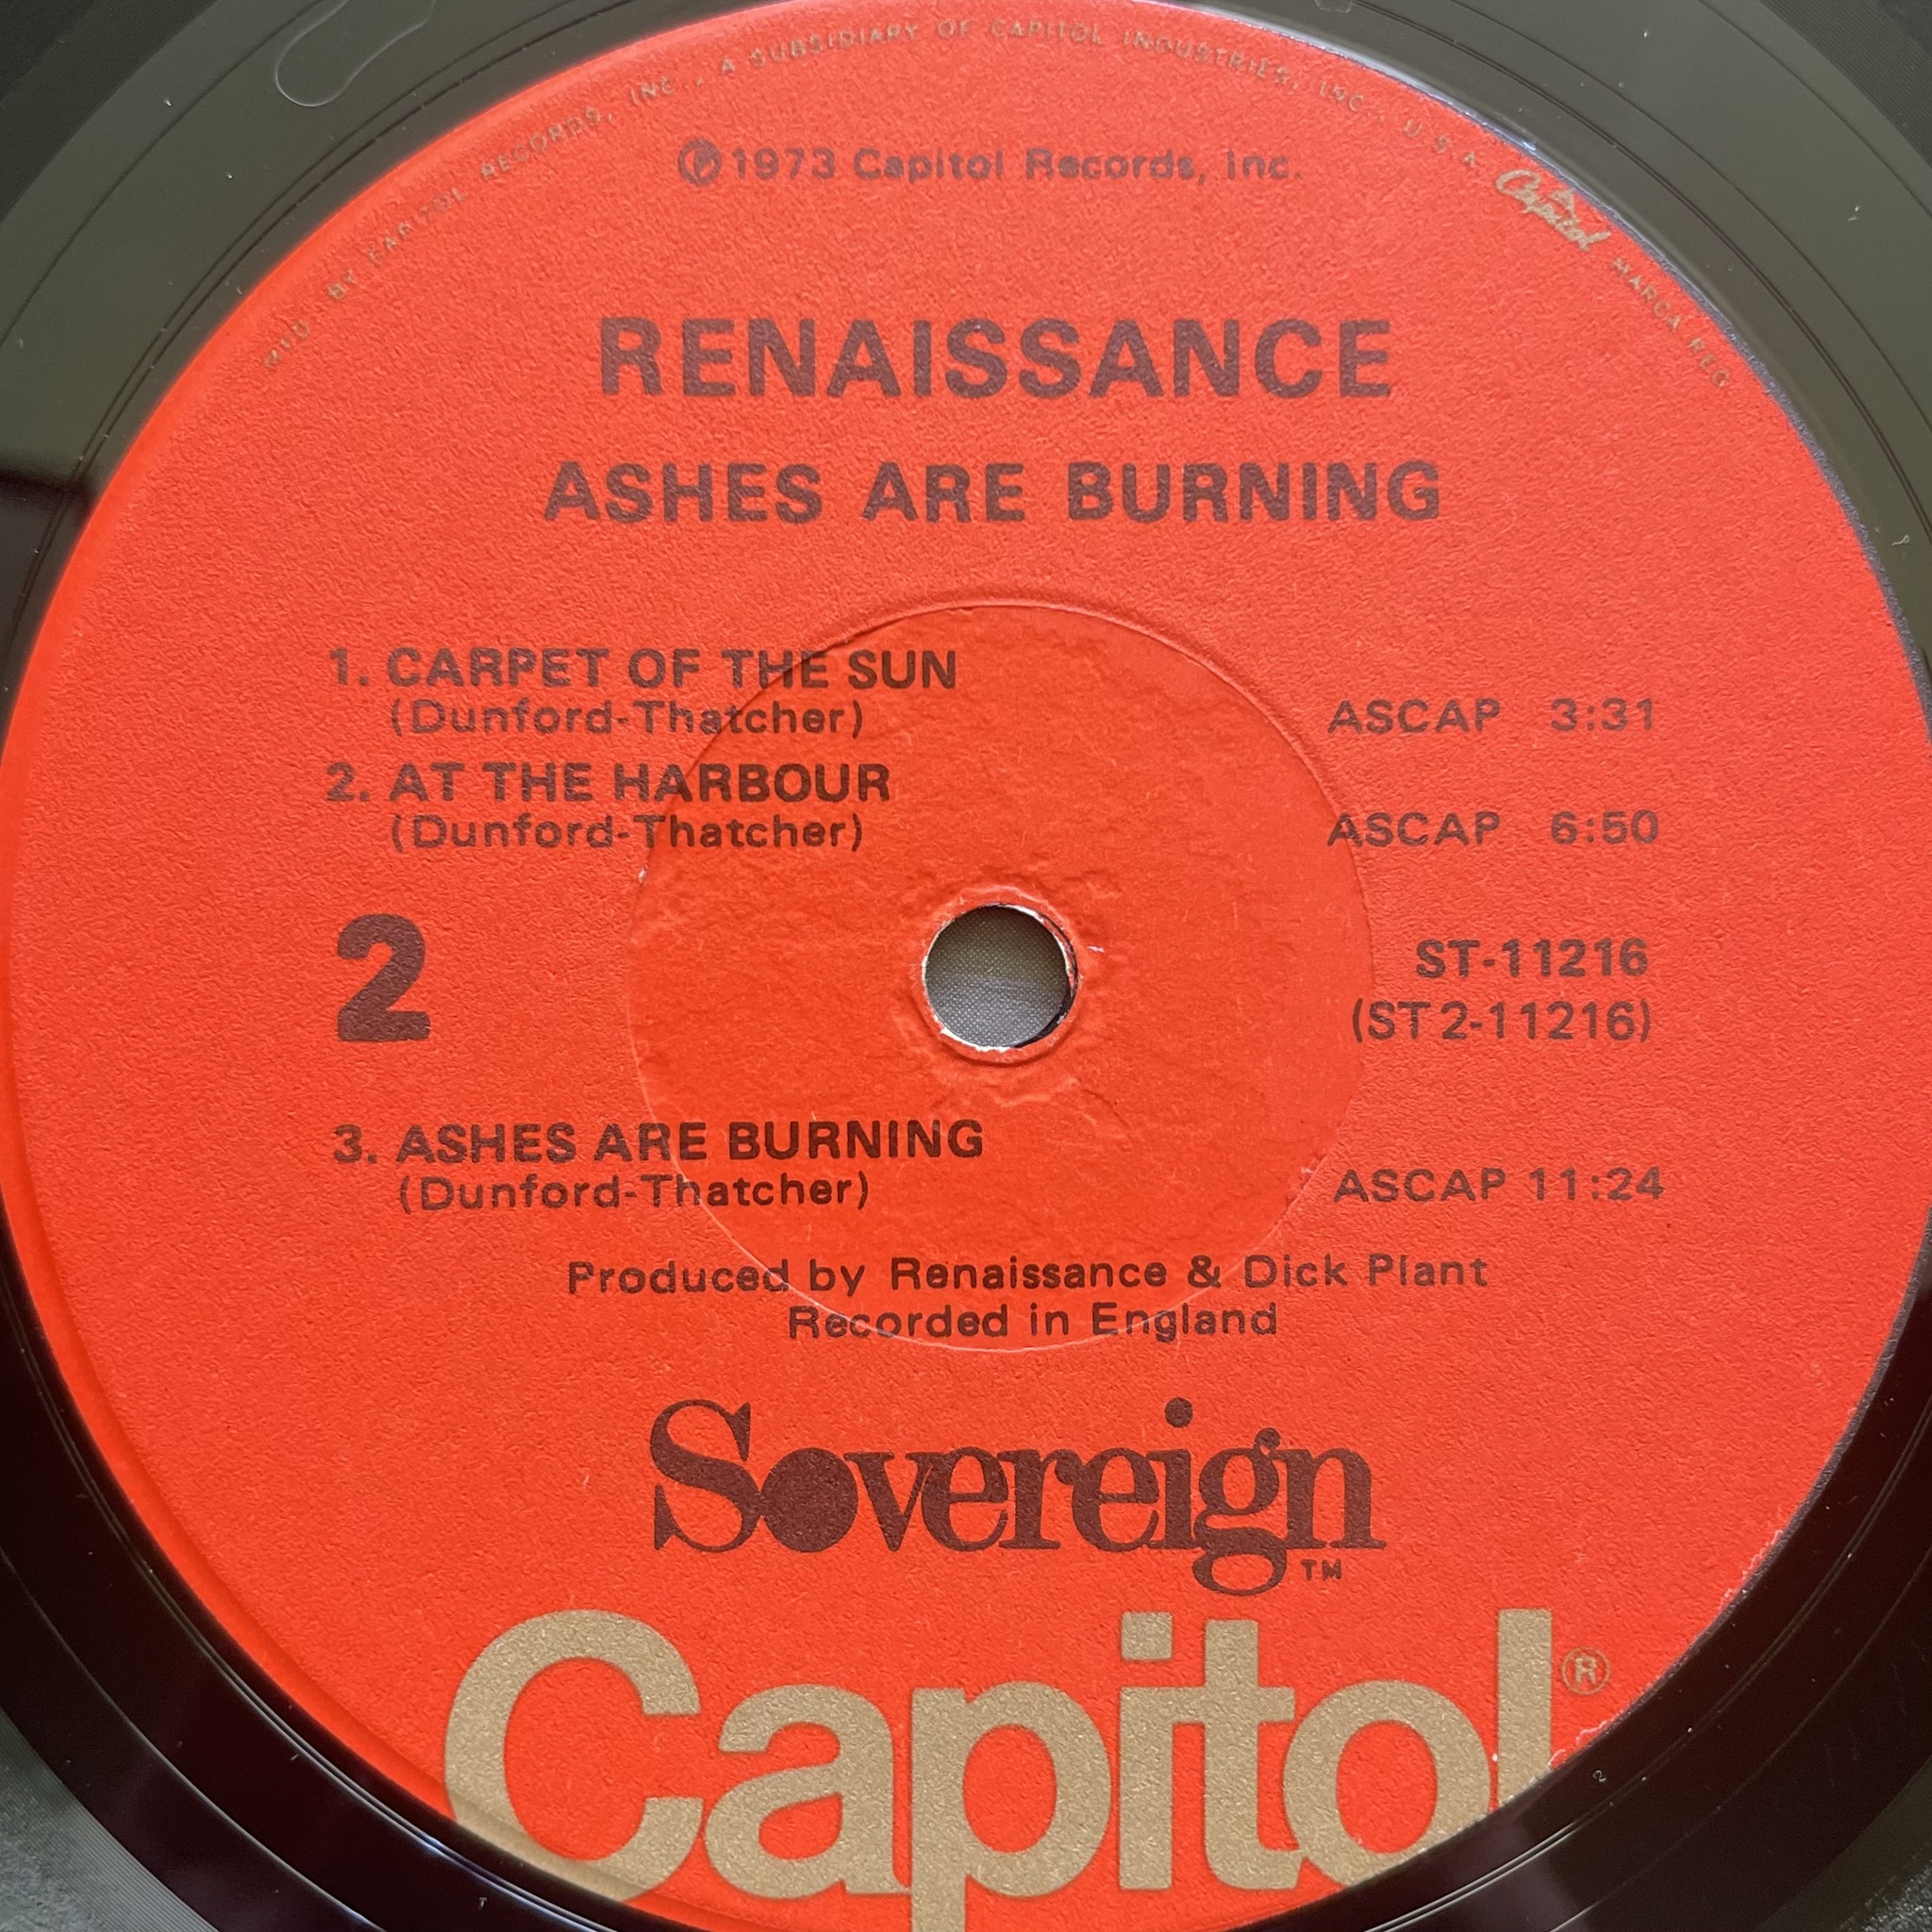 MFD. BY CAPITOL RECORDS, INC., A SUBSIDIARY OF CAPITOL INDUSTRIES, INC., U.S.A. Capitol MARCA REG
Ⓟ1973 Capitol Records, Inc.
RENAISSANCE
ASHES ARE BURNING
1. CARPET OF THE SUN
(Dunford-Thatcher) ASCAP 3:31
2. AT THE HARBOUR
(Dunford-Thatcher) ASCAP 6:50
2
ST-11216
(ST2-11216)
3. ASHES ARE BURNING
(Dunford-Thatcher) ASCAP 11:24
Produced by Renaissance & Dick Plant
Recorded in England
Sovereign
TM
Capitol®